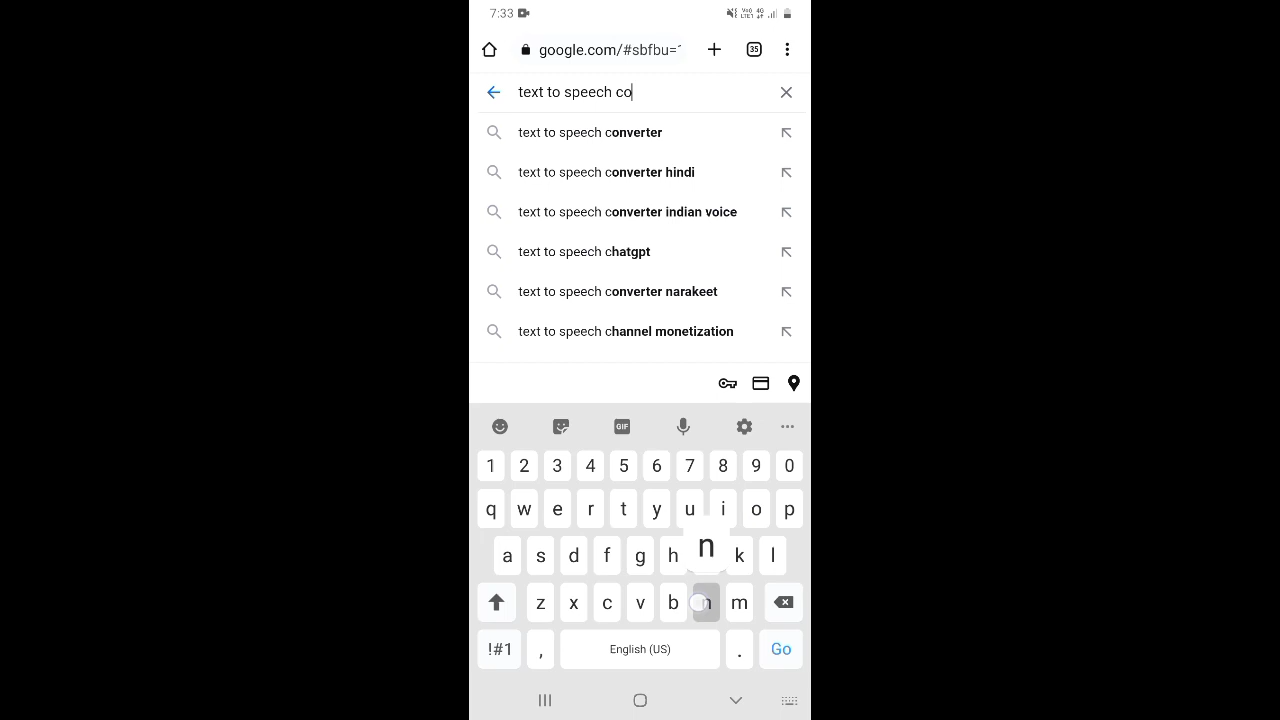 7:33
google.com/#sbfbu=1
35
text to speech co
text to speech converter
text to speech converter hindi
text to speech converter indian voice
text to speech chatgpt
text to speech converter narakeet
text to speech channel monetization
GIF
1 2 3 4 5 6 7 8 9 0
q w e r t y u i o p
n
a s d f g h k l
z x c v b n m
!#1 , English (US) . Go